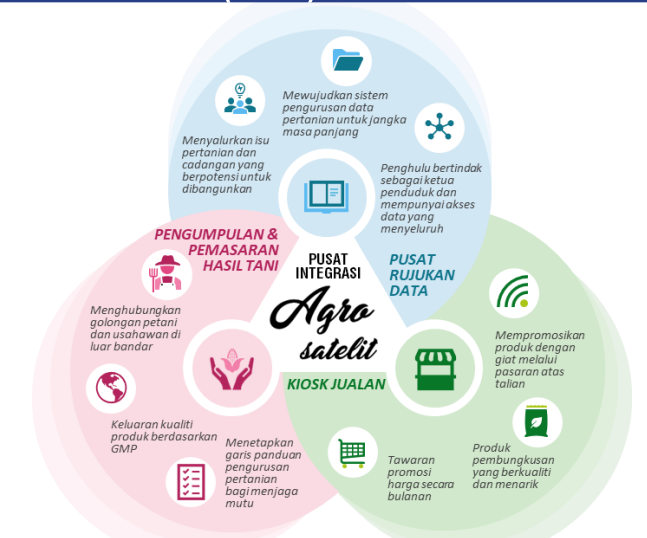 Mewujudkan sistem
pengurusan data
pertanian untuk jangka
masa panjang
Menyalurkan isu
pertanian dan
cadangan yang
berpotensi untuk
dibangunkan
Penghulu bertindak
sebagai ketua
penduduk dan
mempunyai akses
data yang
menyeluruh
PENGUMPULAN &
PEMASARAN
HASIL TANI
PUSAT
INTEGRASI
Agro
satelit
PUSAT
RUJUKAN
DATA
Menghubungkan
golongan petani
dan usahawan di
luar bandar
Mempromosikan
produk dengan
giat melalui
pasaran atas
talian
KIOSK JUALAN
Keluaran kualiti
produk berdasarkan
GMP
Menetapkan
garis panduan
pengurusan
pertanian
bagi menjaga
mutu
Tawaran
promosi
harga secara
bulanan
Produk
pembungkusan
yang berkualiti
dan menarik